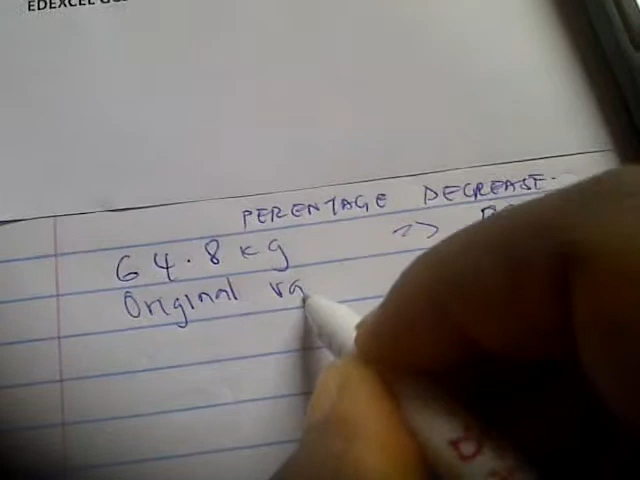 EDEXCEL
PERENTAGE DECREASE.
64.8 kg =>
Original va